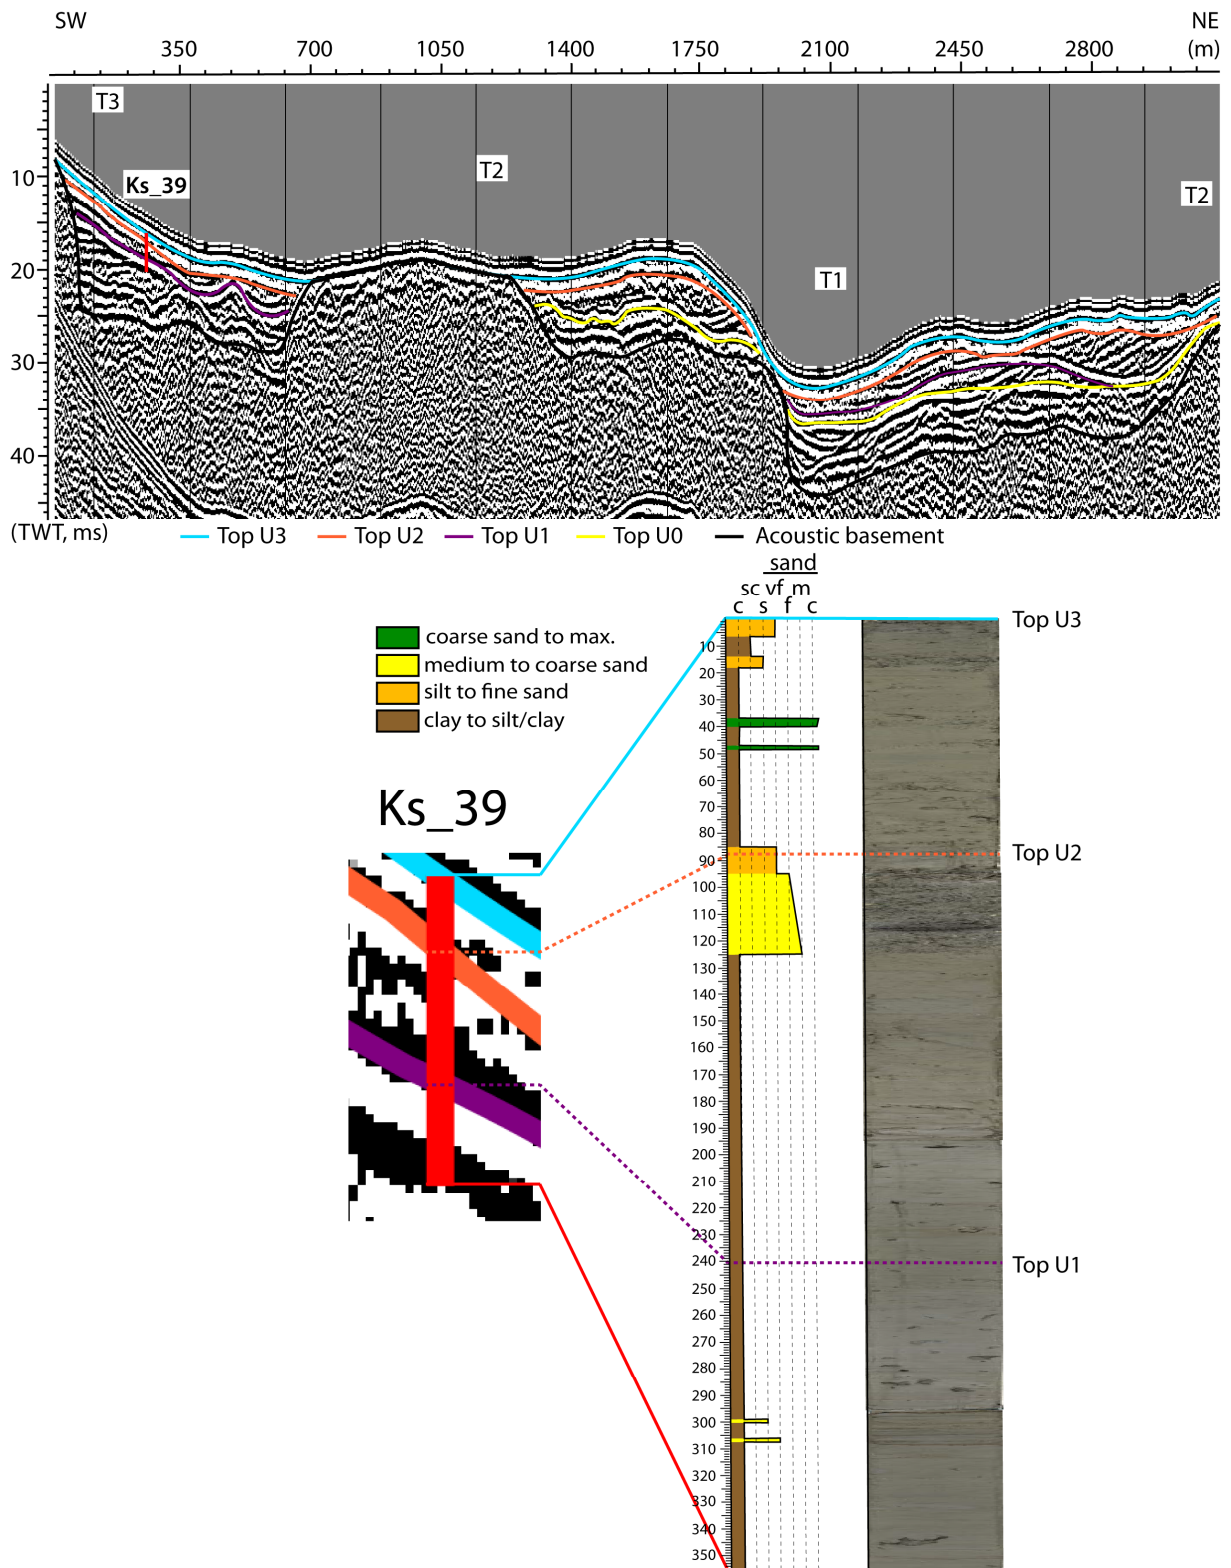 SW NE
350 700 1050 1400 1750 2100 2450 2800 (m)
T3
Ks_39
T2
T2
T1
10
20
30
40
(TWT, ms)
Top U3 Top U2 Top U1 Top U0 Acoustic basement
sand
sc vf m
c s f c
coarse sand to max.
medium to coarse sand
silt to fine sand
clay to silt/clay
Ks_39
Top U3
10
20
30
40
50
60
70
80
Top U2
90
100
110
120
130
140
150
160
170
180
190
200
210
220
230
240
Top U1
250
260
270
280
290
300
310
320
330
340
350